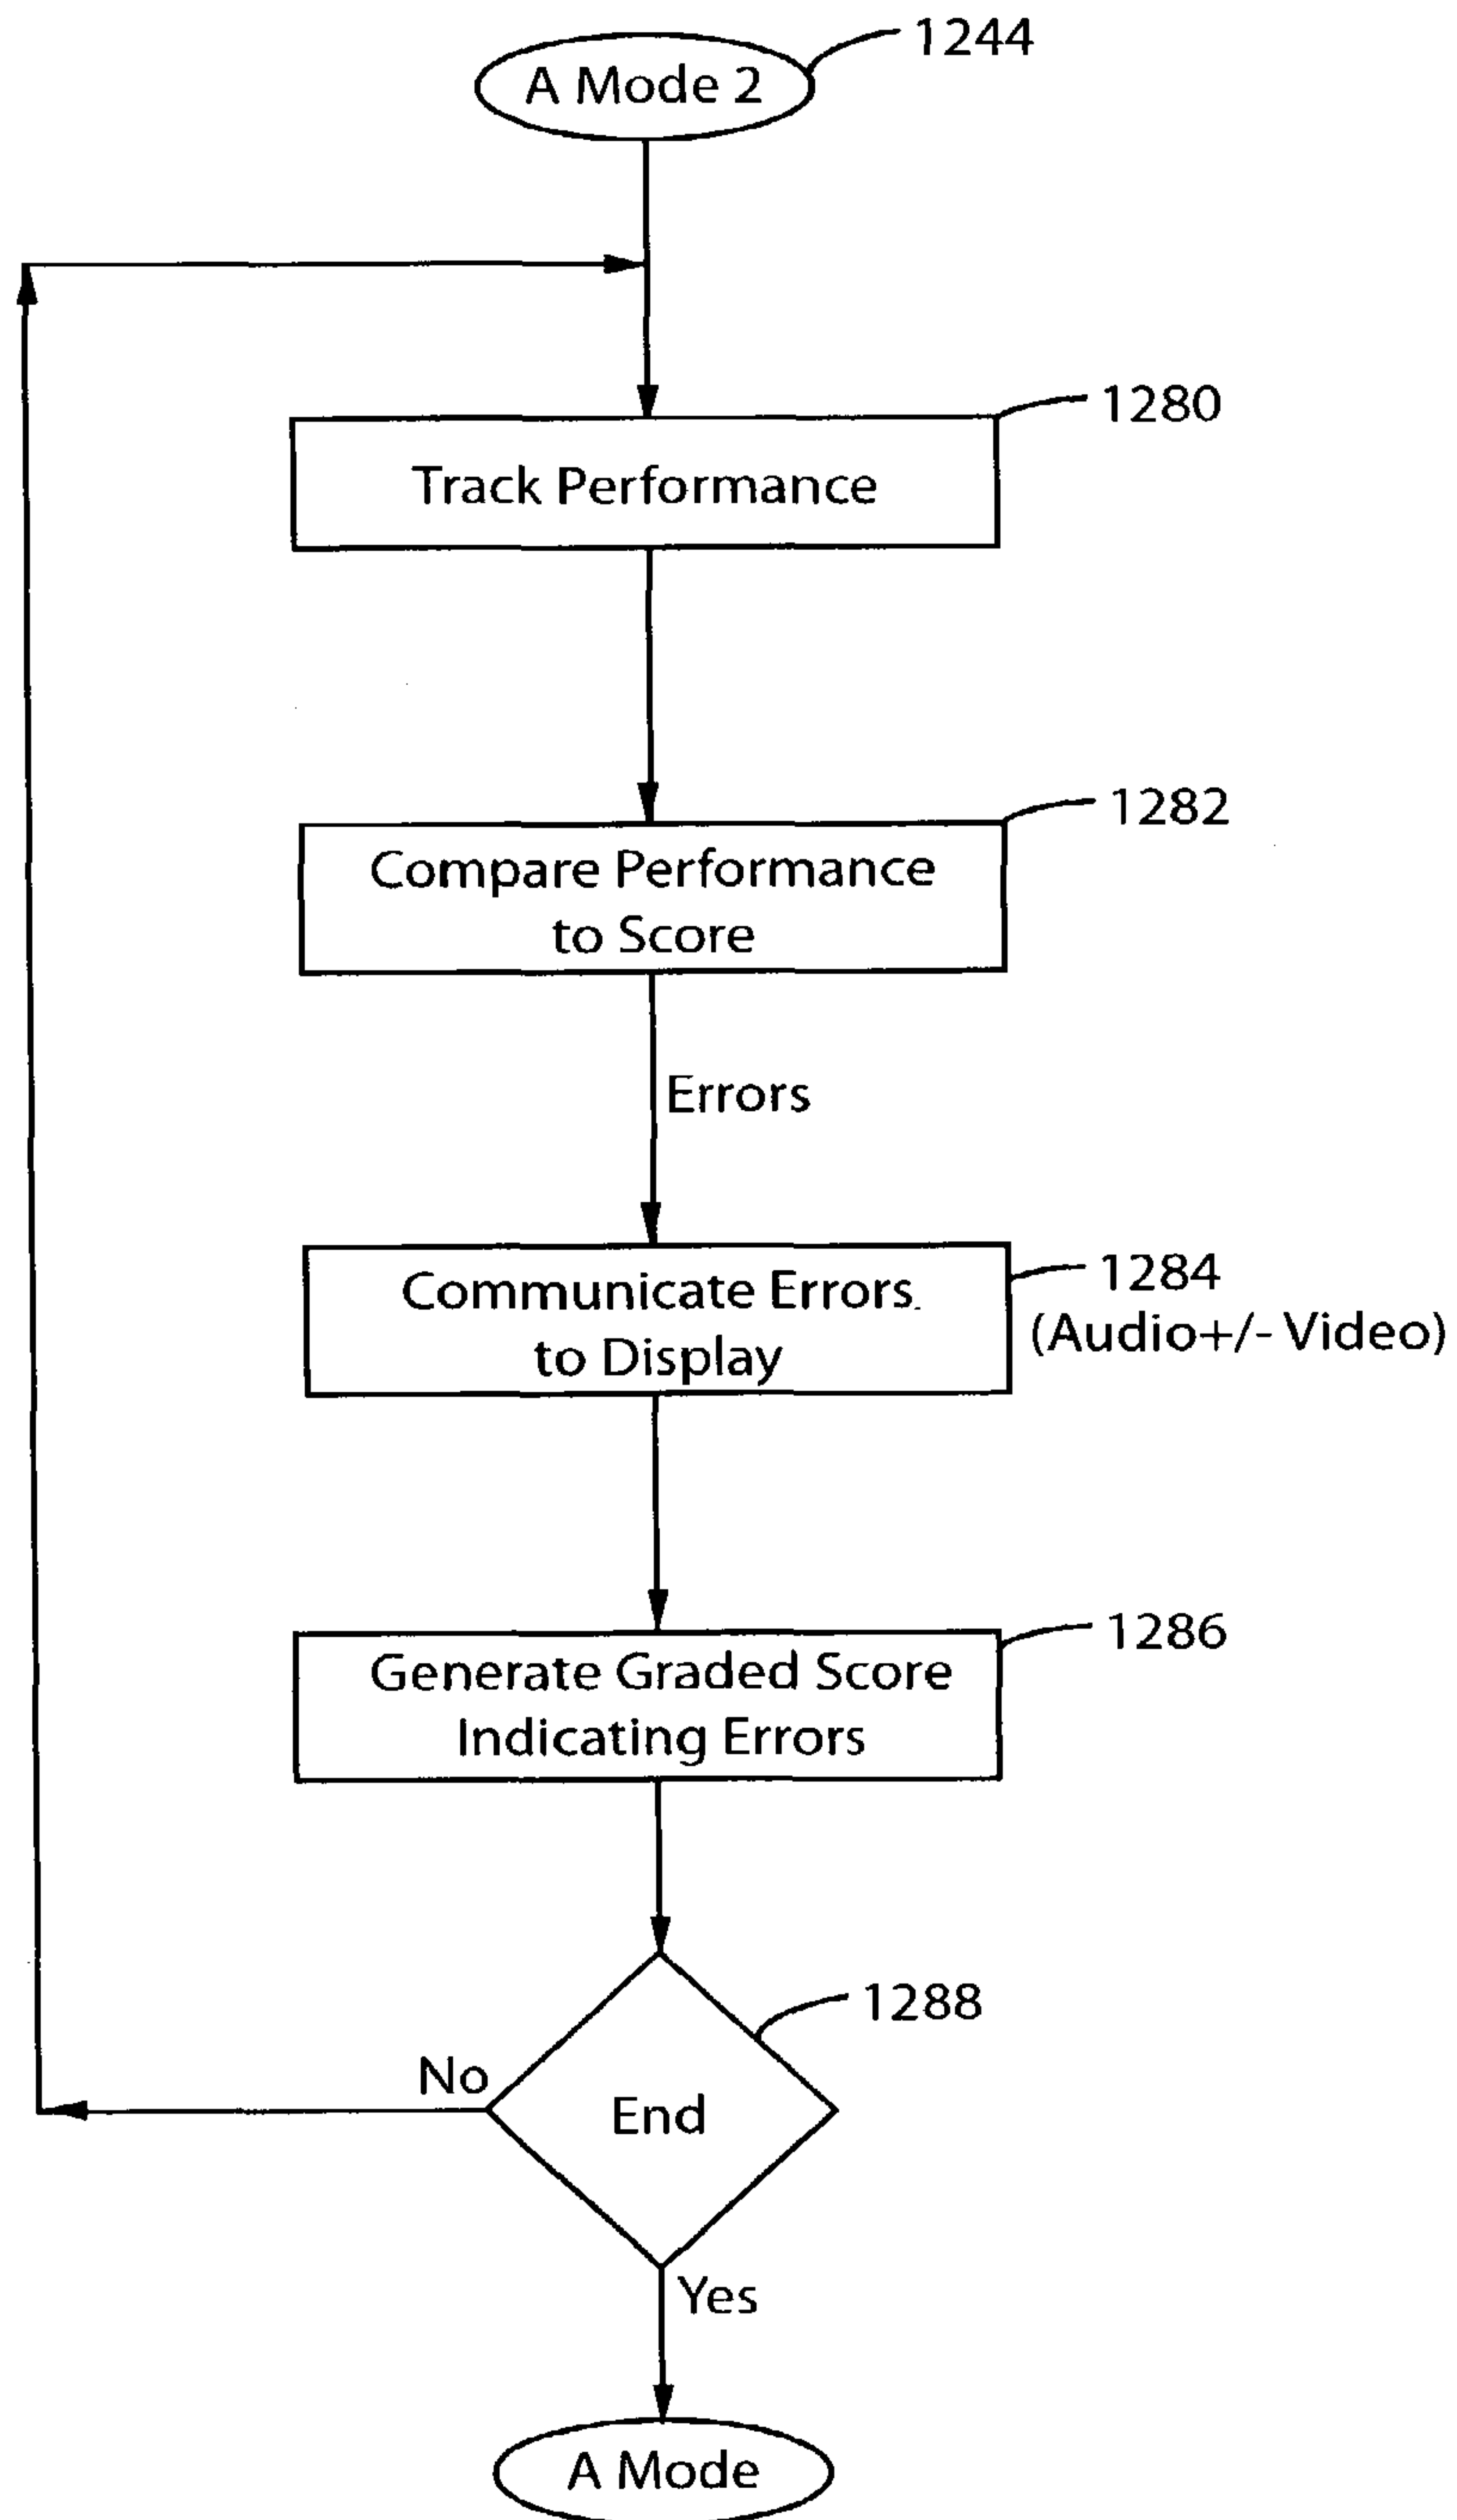 A Mode 2
1244
Track Performance
1280
Compare Performance
to Score
1282
Errors
Communicate Errors
to Display
1284
(Audio+/- Video)
Generate Graded Score
Indicating Errors
1286
End
1288
No
Yes
A Mode